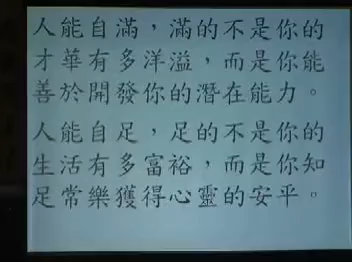 人能自滿，滿的不是你的
才華有多洋溢，而是你能
善於開發你的潛在能力。
人能自足，足的不是你的
生活有多富裕，而是你知
足常樂獲得心靈的安平。